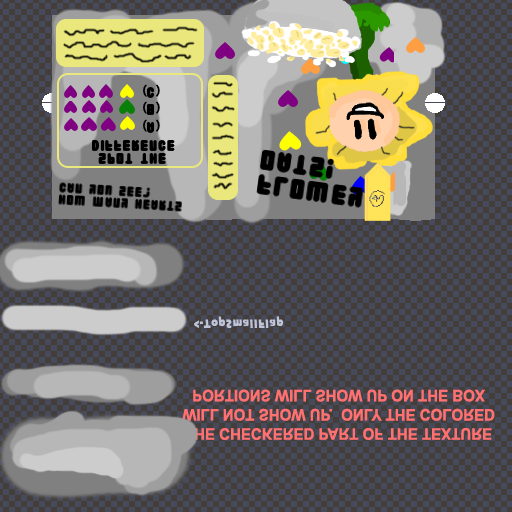 HE CHECKERED PART OF THE TEXTURE
WILL NOT SHOW UP. ONLY THE COLORED
PORTIONS WILL SHOW UP ON THE BOX
<-TopSmallFlap
HOW MANY HEARTS
CAN YOU SEE?
SPOT THE
DIFFERENCE
(A)
(B)
(C)
FLOWEY
OATS!